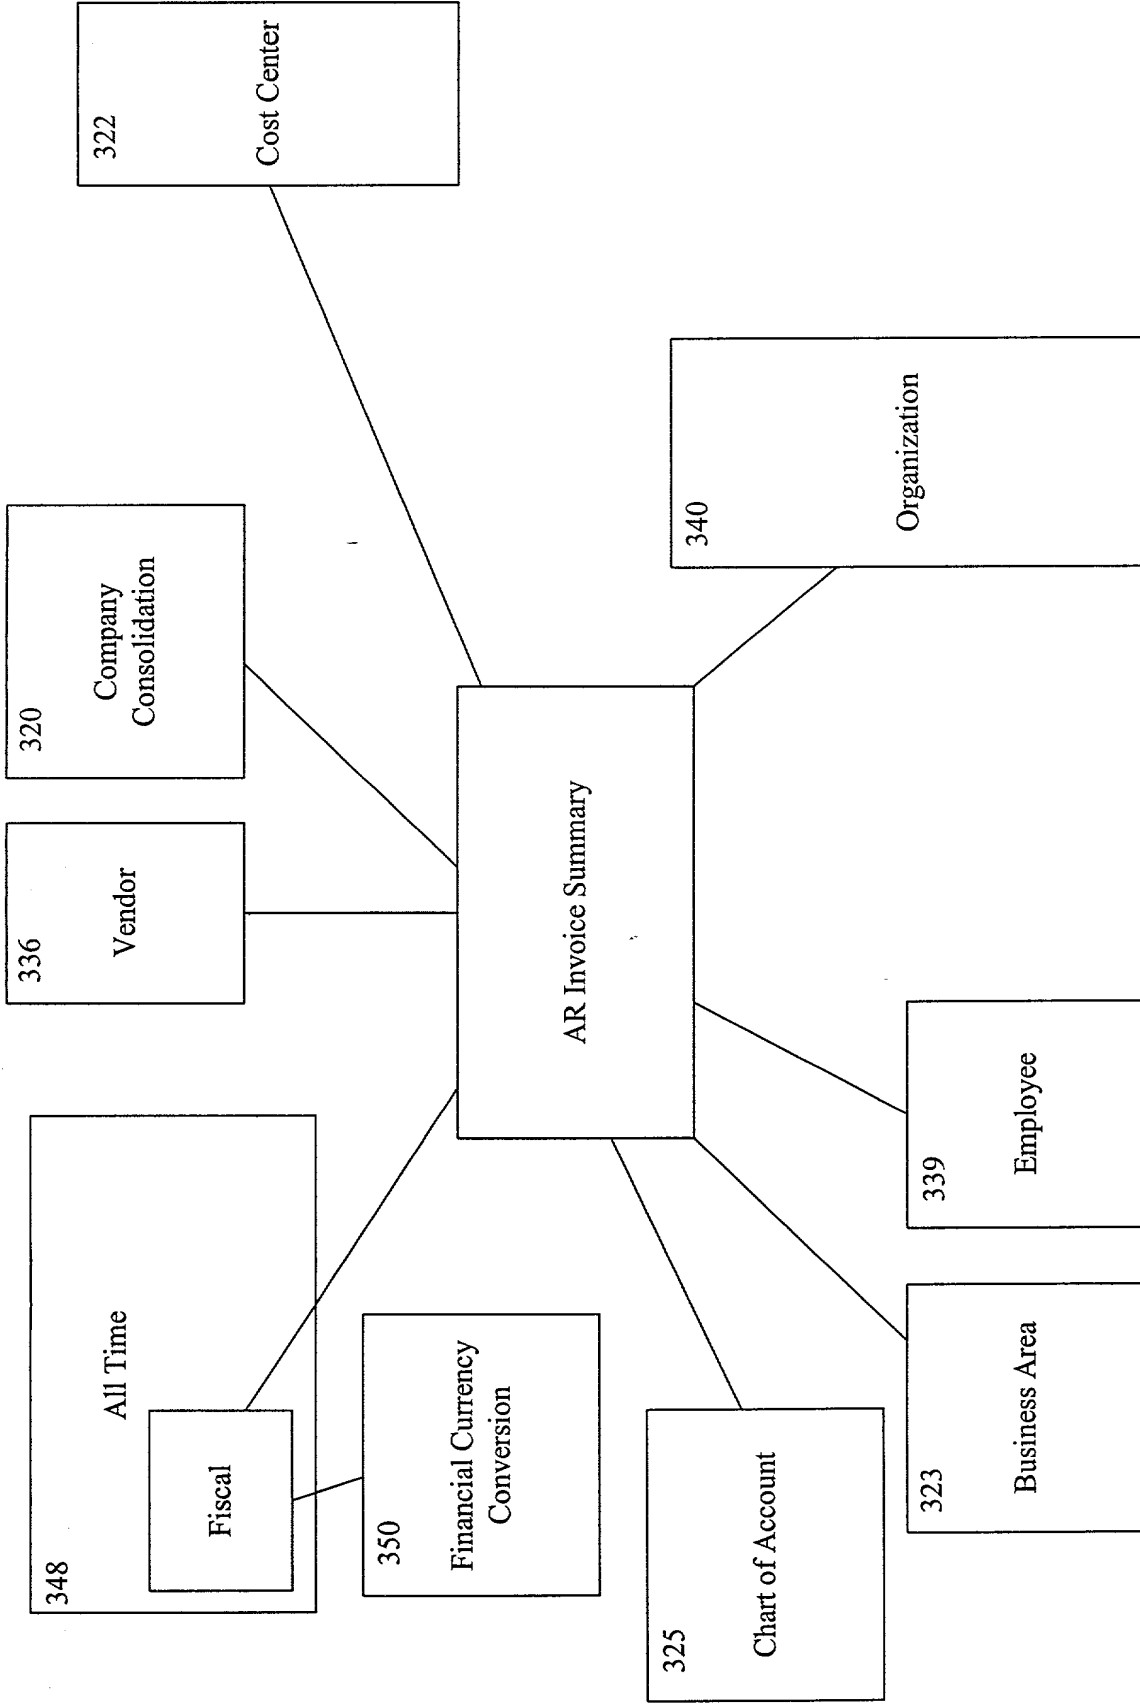 348
All Time
Fiscal
350
Financial Currency
Conversion
336
Vendor
320
Company
Consolidation
322
Cost Center
AR Invoice Summary
325
Chart of Account
323
Business Area
339
Employee
340
Organization